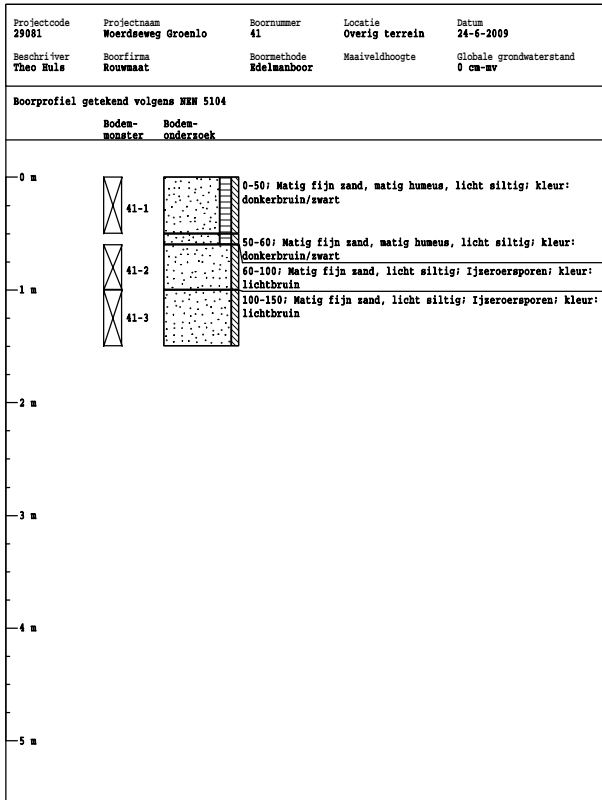 Projectcode Projectnaam Boornummer Locatie Datum
29081 Woerdseweg Groenlo 41 Overig terrein 24-6-2009
Beschrijver Boorfirma Boormethode Maaiveldhoogte Globale grondwaterstand
Theo Huls Rouwmaat Edelmanboor 0 cm-mv
Boorprofiel getekend volgens NEN 5104
Bodem- Bodem-
monster onderzoek
0 m
0-50; Matig fijn zand, matig humeus, licht siltig; kleur:
donkerbruin/zwart
41-1
50-60; Matig fijn zand, matig humeus, licht siltig; kleur:
donkerbruin/zwart
41-2
60-100; Matig fijn zand, licht siltig; Ijzeroersporen; kleur:
lichtbruin
1 m
100-150; Matig fijn zand, licht siltig; Ijzeroersporen; kleur:
lichtbruin
41-3
2 m
3 m
4 m
5 m